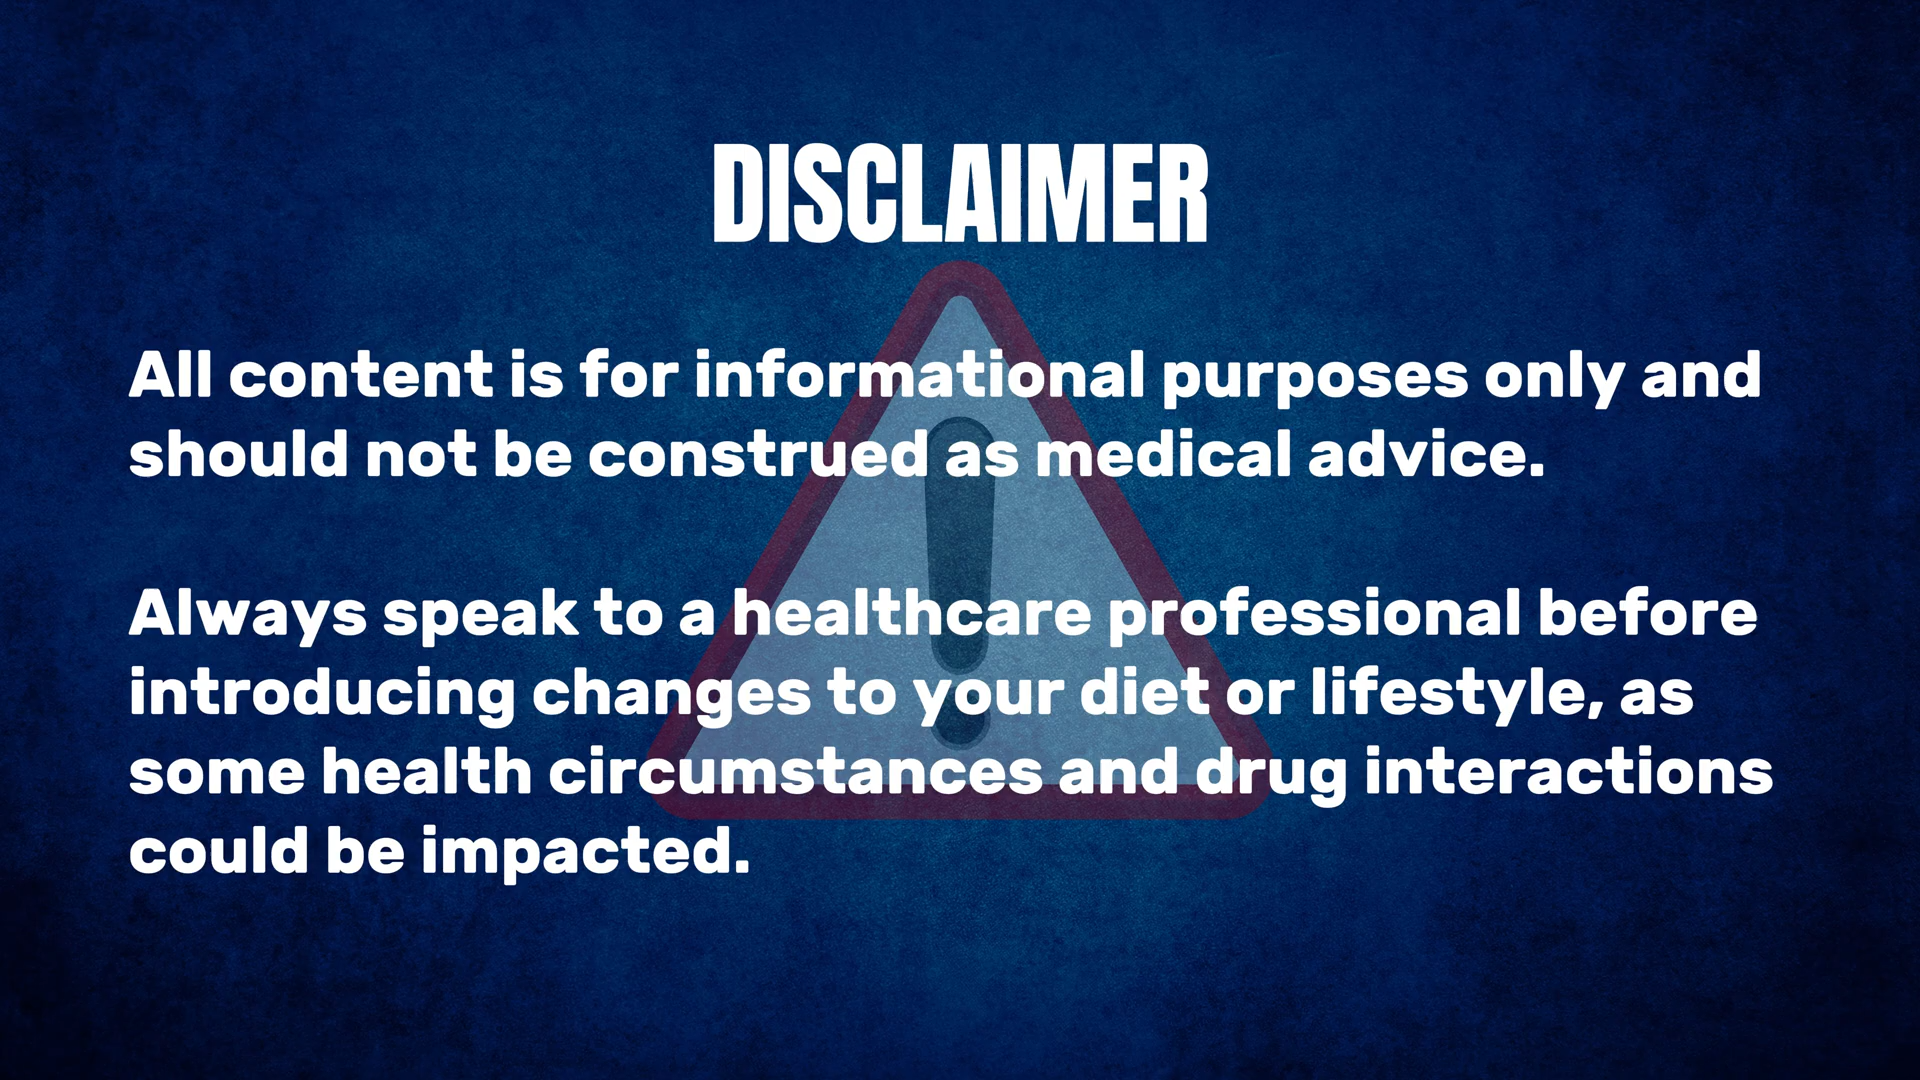 DISCLAIMER
All content is for informational purposes only and
should not be construed as medical advice.
Always speak to a healthcare professional before
introducing changes to your diet or lifestyle, as
some health circumstances and drug interactions
could be impacted.